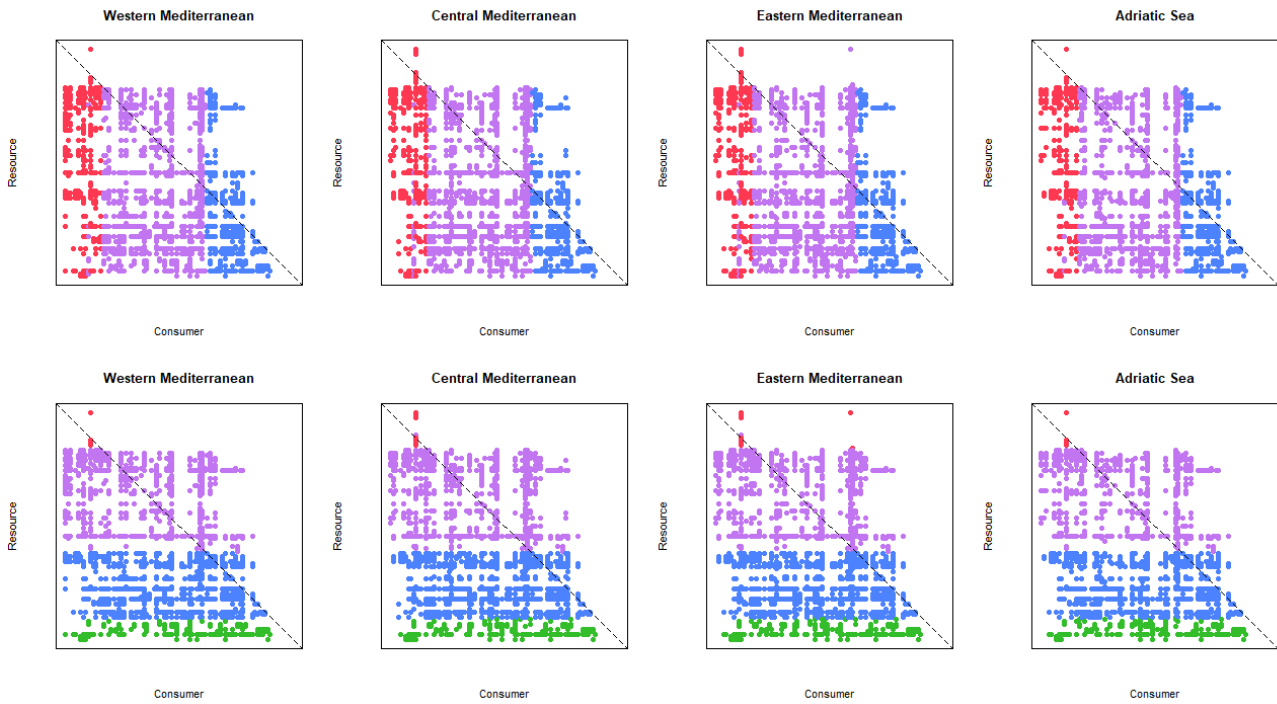 Western Mediterranean
Central Mediterranean
Eastern Mediterranean
Adriatic Sea
Resource
Resource
Resource
Resource
Consumer
Consumer
Consumer
Consumer
Western Mediterranean
Central Mediterranean
Eastern Mediterranean
Adriatic Sea
Resource
Resource
Resource
Resource
Consumer
Consumer
Consumer
Consumer